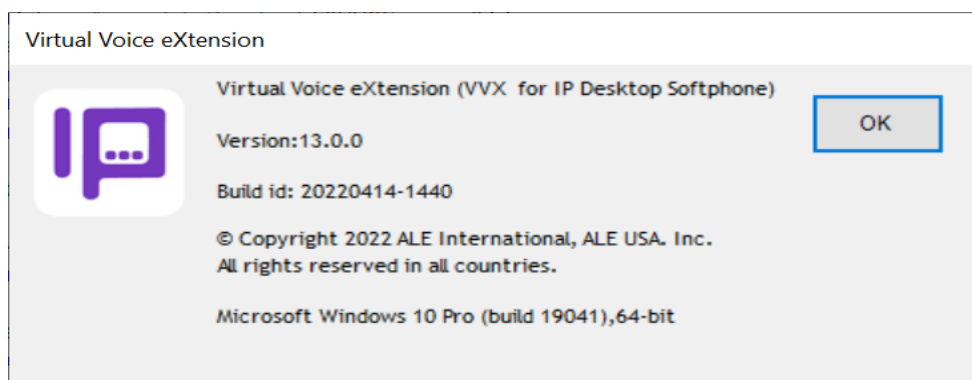 Virtual Voice eXtension
Virtual Voice eXtension (VVX  for IP Desktop Softphone)
OK
Version:13.0.0
Build id: 20220414-1440
© Copyright 2022 ALE International, ALE USA. Inc.
All rights reserved in all countries.
Microsoft Windows 10 Pro (build 19041),64-bit